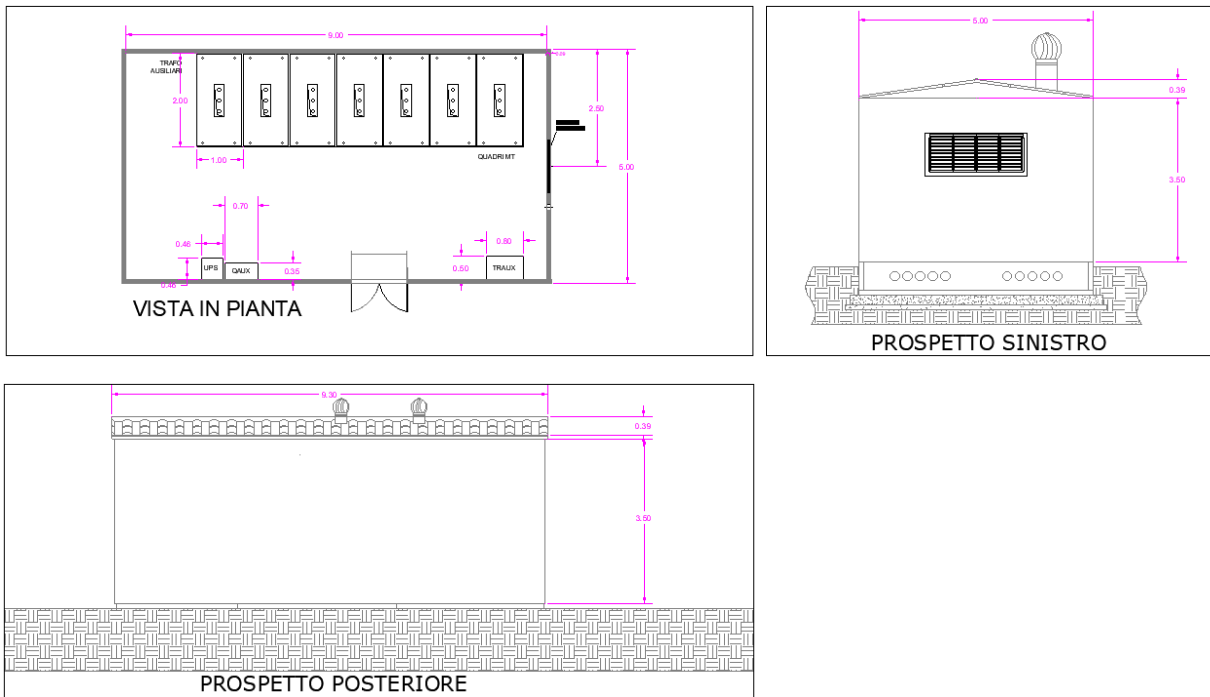 9.00
TRAFO
AUSILIARI
2.00
1.00
QUADRI MT
2.50
5.00
0.70
0.46
UPS
QAUX
0.35
0.46
0.50
0.80
TRAUX
VISTA IN PIANTA
5.00
0.39
3.50
PROSPETTO SINISTRO
9.30
0.39
3.50
PROSPETTO POSTERIORE